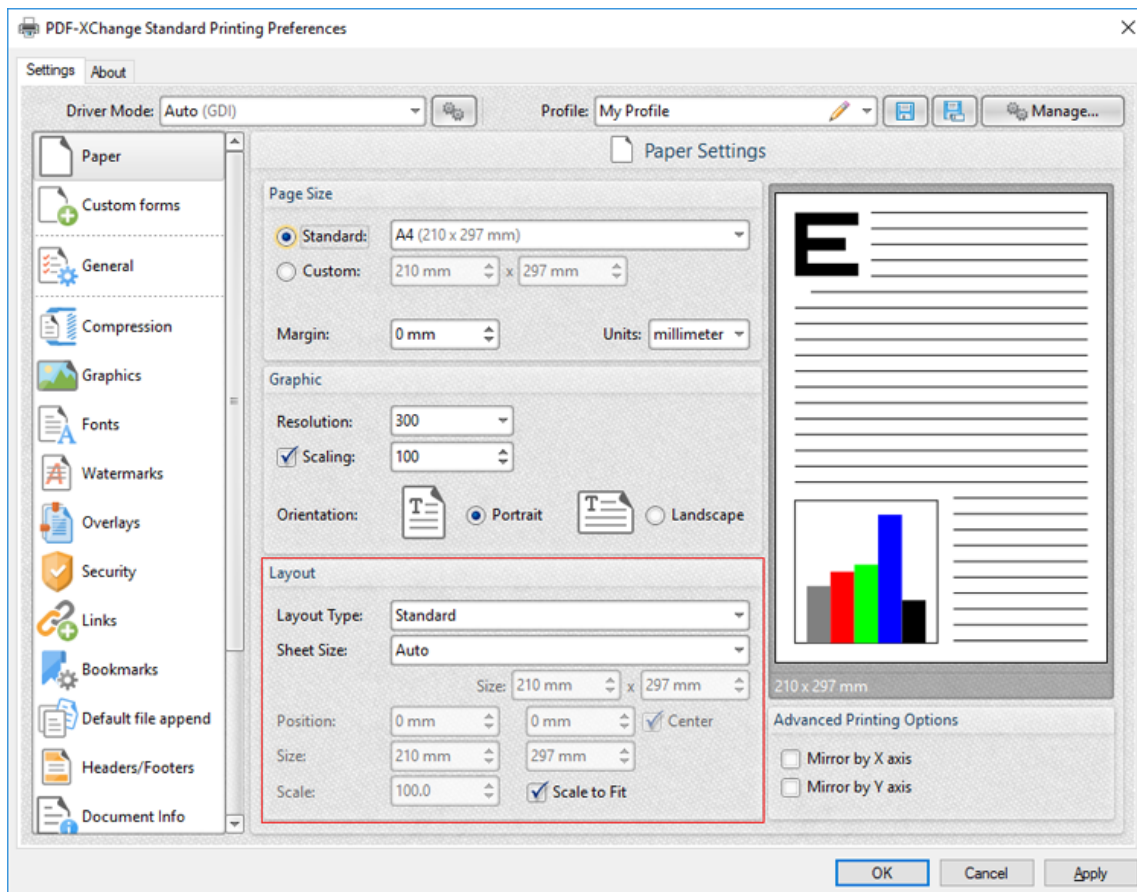 PDF-XChange Standard Printing Preferences
Settings About
Driver Mode: Auto (GDI) Profile: My Profile Manage...
Paper
Custom forms
General
Compression
Graphics
Fonts
Watermarks
Overlays
Security
Links
Bookmarks
Default file append
Headers/Footers
Document Info
Paper Settings
Page Size
Standard: A4 (210 x 297 mm)
Custom: 210 mm x 297 mm
Margin: 0 mm Units: millimeter
Graphic
Resolution: 300
Scaling: 100
Orientation: T Portrait T Landscape
Layout
Layout Type: Standard
Sheet Size: Auto
Size: 210 mm x 297 mm
Position: 0 mm 0 mm Center
Size: 210 mm 297 mm
Scale: 100.0 Scale to Fit
E
210 x 297 mm
Advanced Printing Options
Mirror by X axis
Mirror by Y axis
OK Cancel Apply